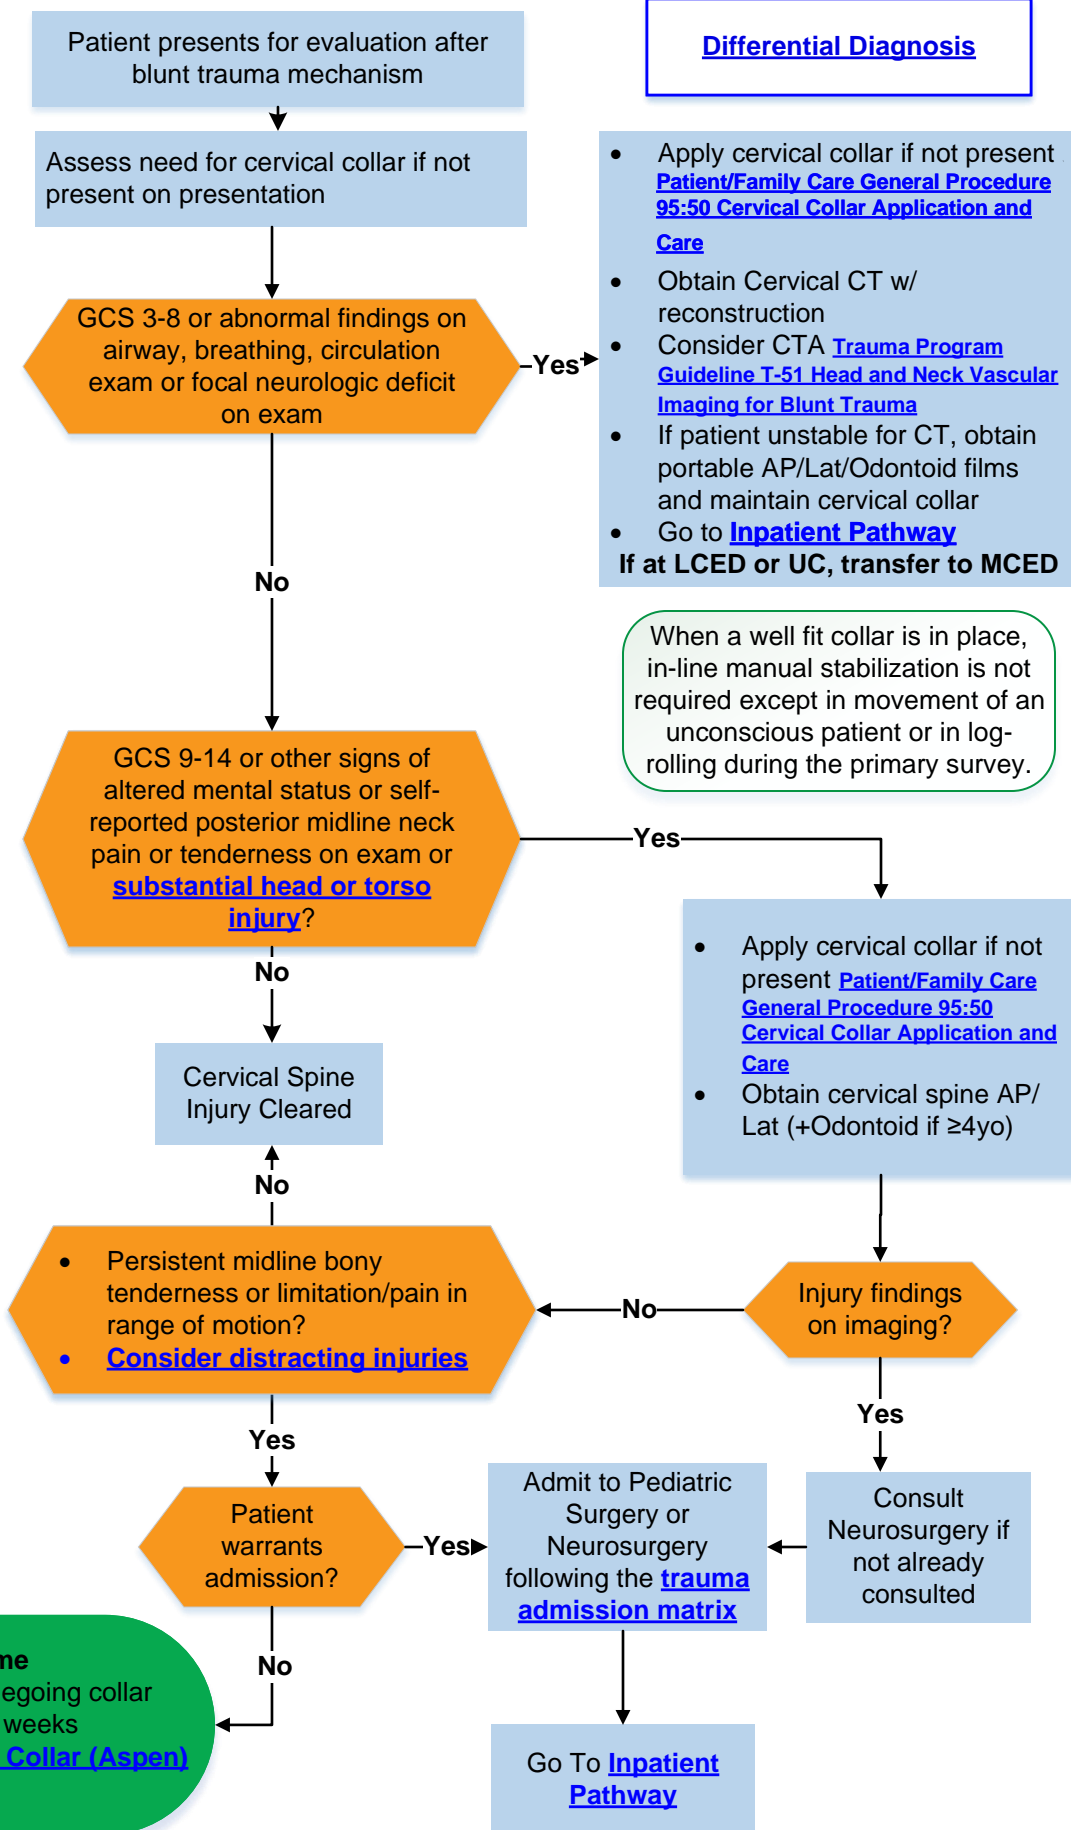 Patient presents for evaluation after
blunt trauma mechanism
Differential Diagnosis
Assess need for cervical collar if not
present on presentation
• Apply cervical collar if not present
Patient/Family Care General Procedure
95:50 Cervical Collar Application and
Care
• Obtain Cervical CT w/
reconstruction
• Consider CTA Trauma Program
Guideline T-51 Head and Neck Vascular
Imaging for Blunt Trauma
• If patient unstable for CT, obtain
portable AP/Lat/Odontoid films
and maintain cervical collar
• Go to Inpatient Pathway
If at LCED or UC, transfer to MCED
GCS 3-8 or abnormal findings on
airway, breathing, circulation
exam or focal neurologic deficit
on exam
Yes
No
When a well fit collar is in place,
in-line manual stabilization is not
required except in movement of an
unconscious patient or in log-
rolling during the primary survey.
GCS 9-14 or other signs of
altered mental status or self-
reported posterior midline neck
pain or tenderness on exam or
substantial head or torso
injury?
Yes
No
• Apply cervical collar if not
present Patient/Family Care
General Procedure 95:50
Cervical Collar Application and
Care
• Obtain cervical spine AP/
Lat (+Odontoid if ≥4yo)
Cervical Spine
Injury Cleared
No
• Persistent midline bony
tenderness or limitation/pain in
range of motion?
• Consider distracting injuries
No
Injury findings
on imaging?
Yes
Yes
Patient
warrants
admission?
Yes
Admit to Pediatric
Surgery or
Neurosurgery
following the trauma
admission matrix
Consult
Neurosurgery if
not already
consulted
No
me
egoing collar
weeks
Collar (Aspen)
Go To Inpatient
Pathway